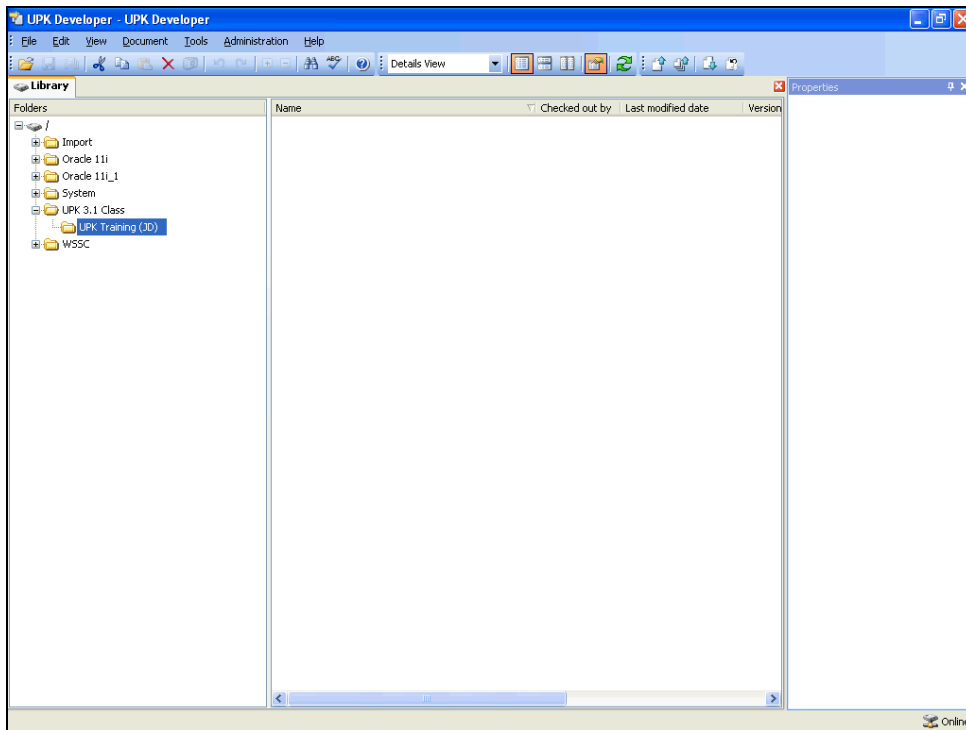 UPK Developer - UPK Developer
File Edit View Document Tools Administration Help
ABC Details View
Library
Properties
Folders
Name Checked out by Last modified date Version
/
Import
Oracle 11i
Oracle 11i_1
System
UPK 3.1 Class
UPK Training (JD)
WSSC
Online